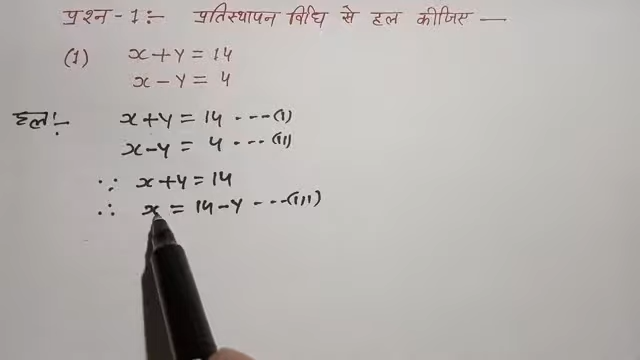 प्रश्न-1:- प्रतिस्थापन विधि से हल कीजिए —
(1) x+y=14
x-y=4
हल:- x+y=14 ---(I)
x-y=4 ---(II)
∵ x+y=14
∴ x=14-y ---(III)